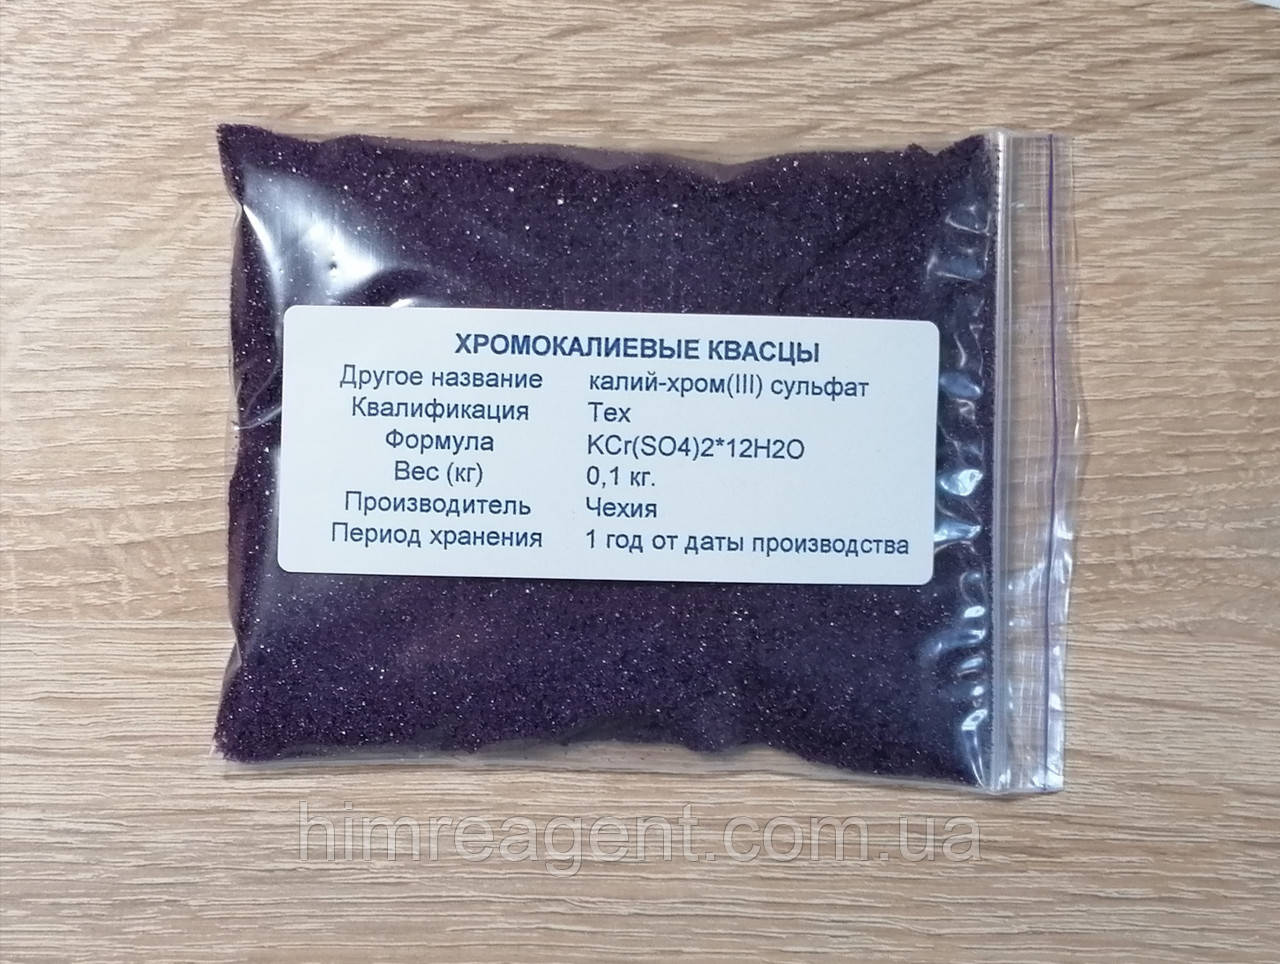 ХРОМОКАЛИЕВЫЕ КВАСЦЫ
Другое название калий-хром(III) сульфат
Квалификация Тех
Формула KCr(SO4)2*12H2O
Вес (кг) 0,1 кг.
Производитель Чехия
Период хранения 1 год от даты производства
himreagent.com.ua